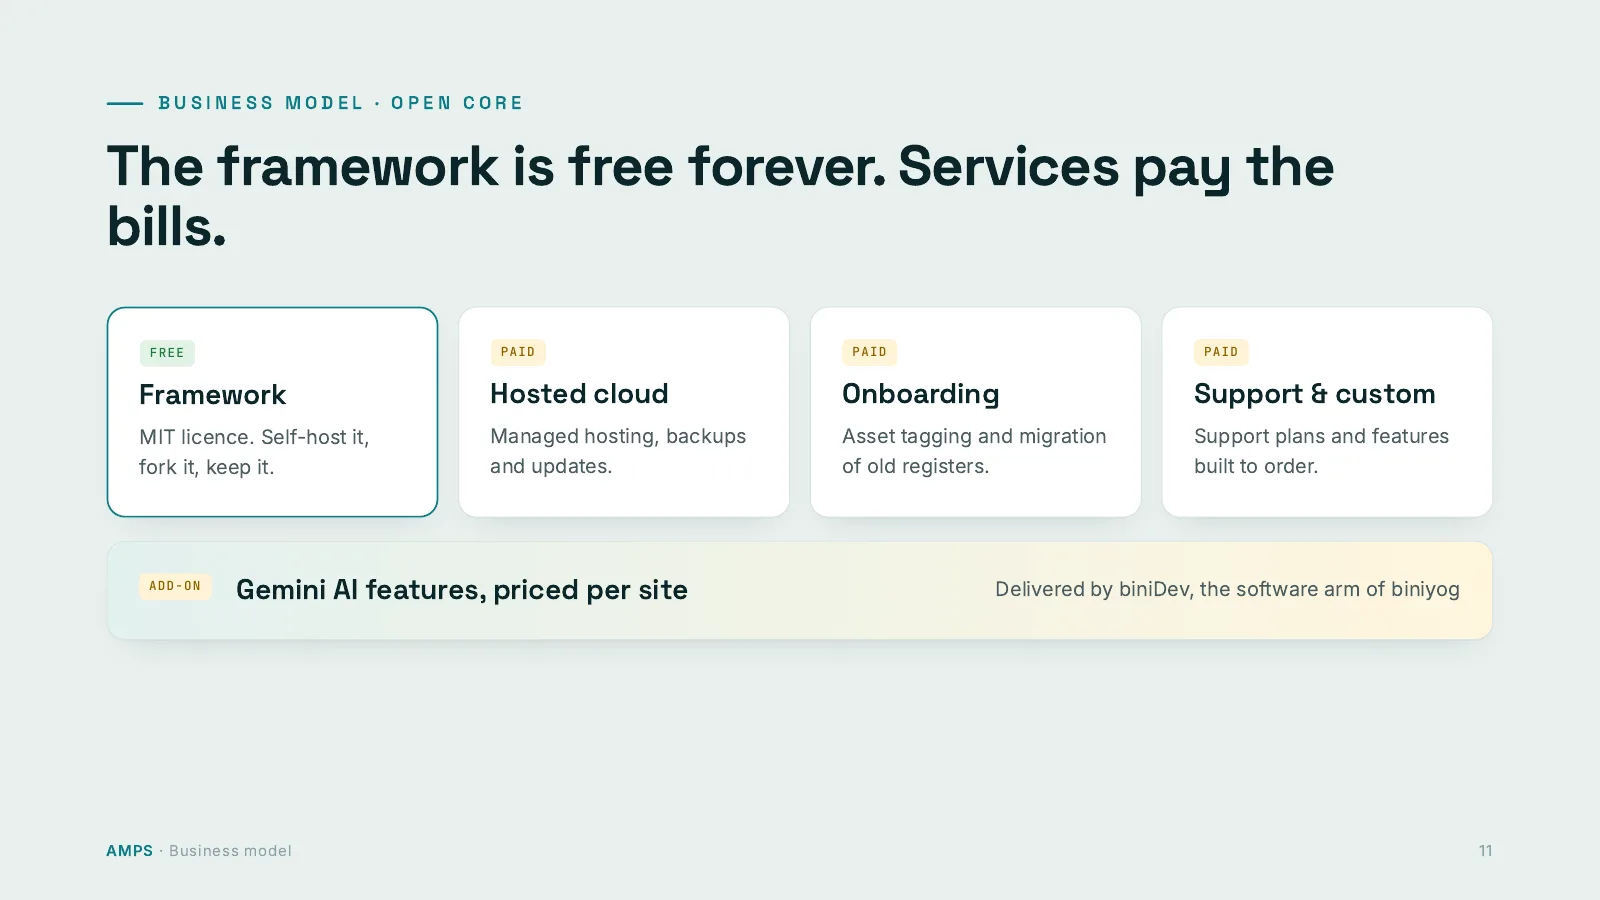 BUSINESS MODEL · OPEN CORE
The framework is free forever. Services pay the
bills.
FREE
Framework
MIT licence. Self-host it,
fork it, keep it.
PAID
Hosted cloud
Managed hosting, backups
and updates.
PAID
Onboarding
Asset tagging and migration
of old registers.
PAID
Support & custom
Support plans and features
built to order.
ADD-ON
Gemini AI features, priced per site
Delivered by biniDev, the software arm of biniyog
AMPS · Business model
11